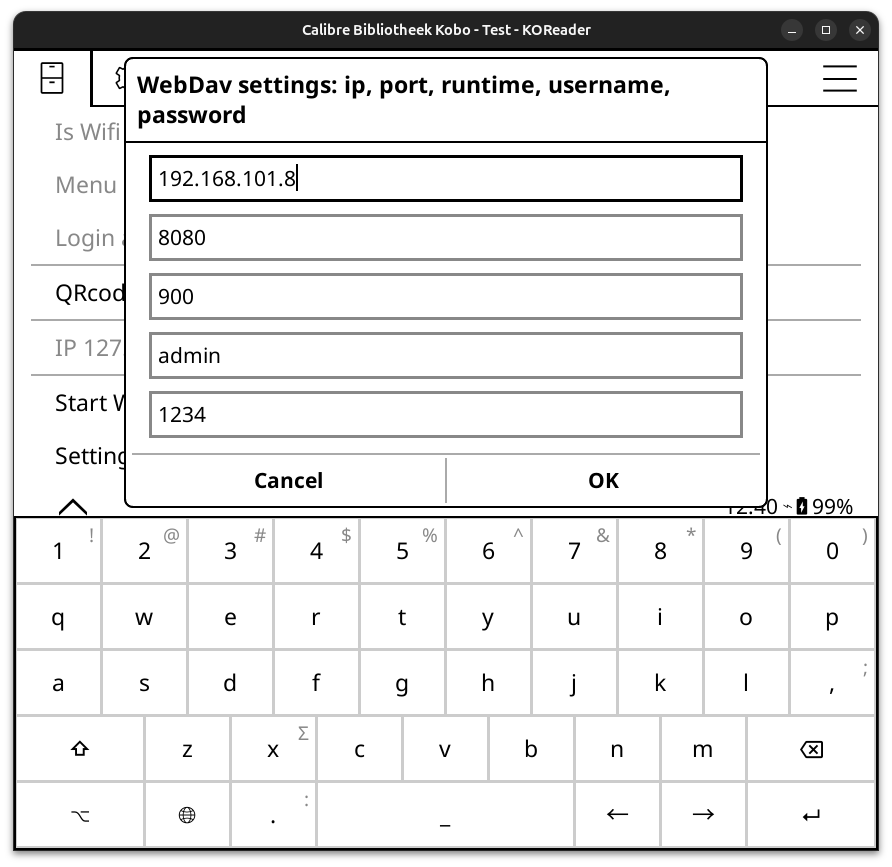 Calibre Bibliotheek Kobo - Test - KOReader
WebDav settings: ip, port, runtime, username,
password
Is Wifi
Menu
192.168.101.8
Login
8080
QRcod
900
IP 127
admin
Start W
1234
Setting
Cancel OK
12:40 99%
1 ! 2 @ 3 # 4 $ 5 % 6 ^ 7 & 8 * 9 ( 0 )
q w e r t y u i o p
a s d f g h j k l , ;
z x Σ c v b n m
. : _ ← → ↵